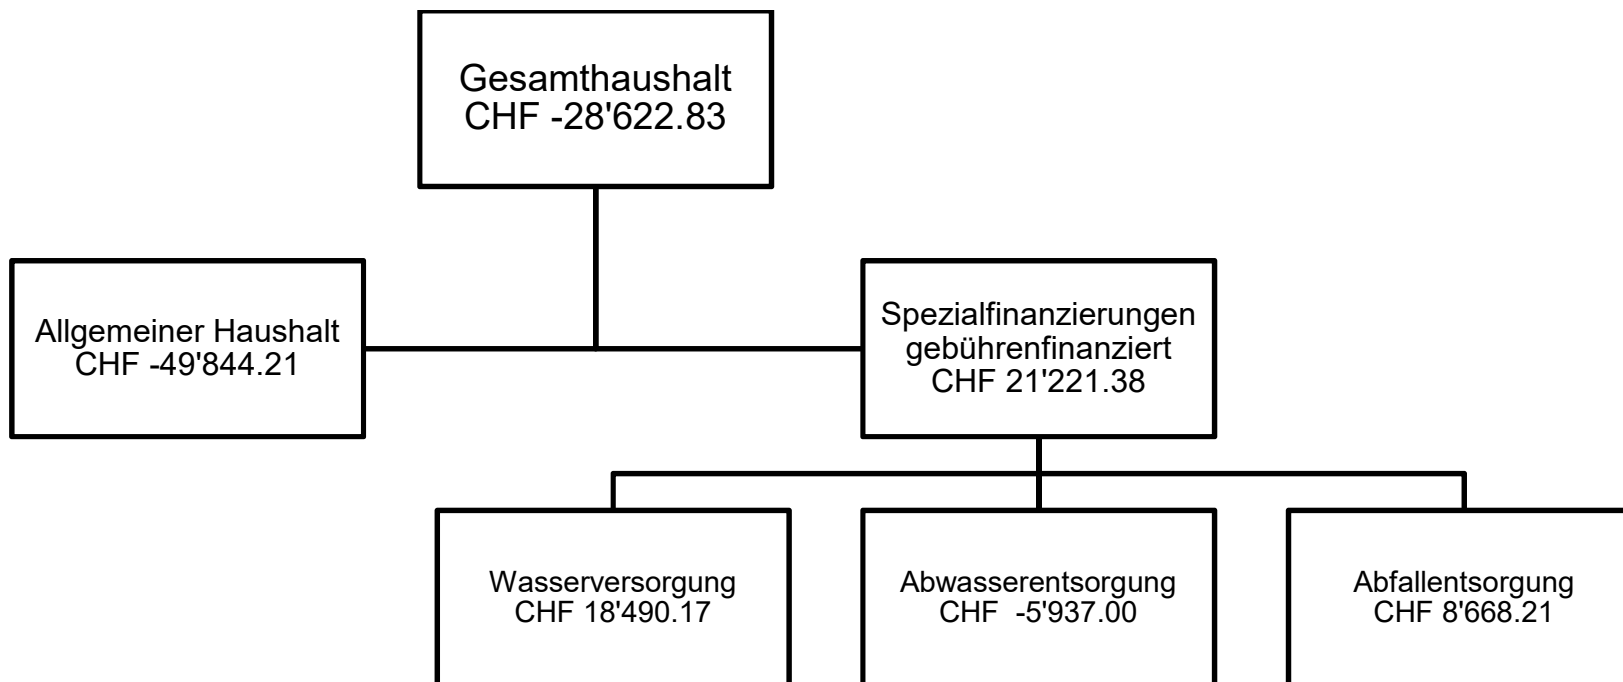 Gesamthaushalt
CHF -28'622.83
Allgemeiner Haushalt
CHF -49'844.21
Spezialfinanzierungen
gebührenfinanziert
CHF 21'221.38
Wasserversorgung
CHF 18'490.17
Abwasserentsorgung
CHF  -5'937.00
Abfallentsorgung
CHF 8'668.21